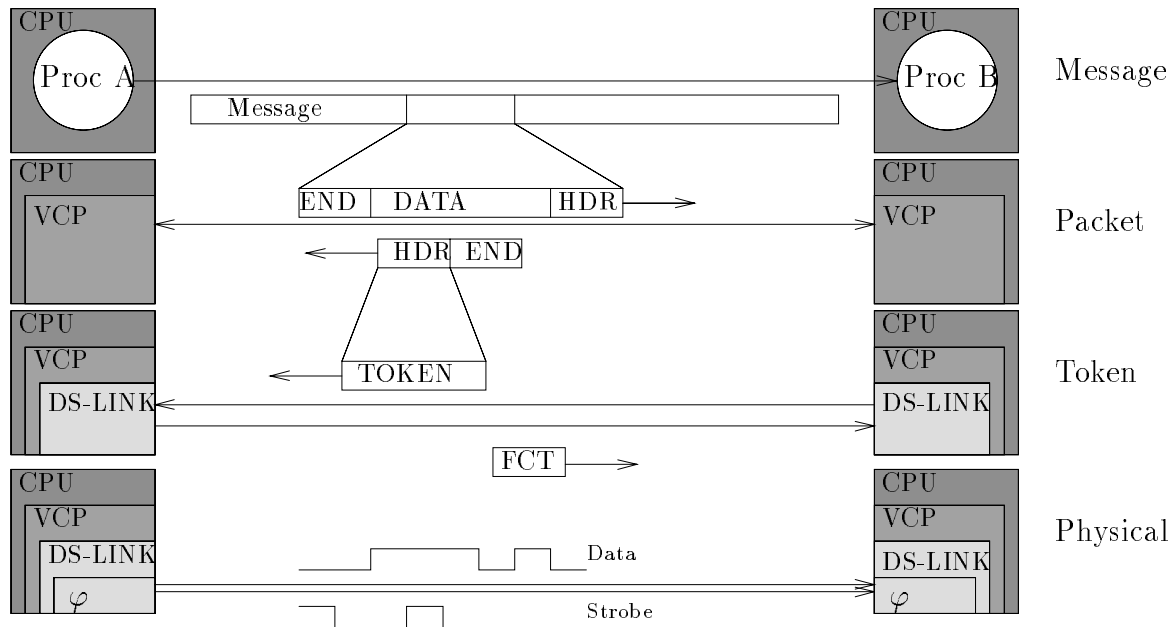 CPU CPU
Proc A Proc B Message
Message
CPU CPU
END DATA HDR
VCP VCP Packet
HDR END
CPU CPU
VCP VCP
TOKEN Token
DS-LINK DS-LINK
FCT
CPU CPU
VCP VCP Physical
DS-LINK Data DS-LINK
φ φ
Strobe